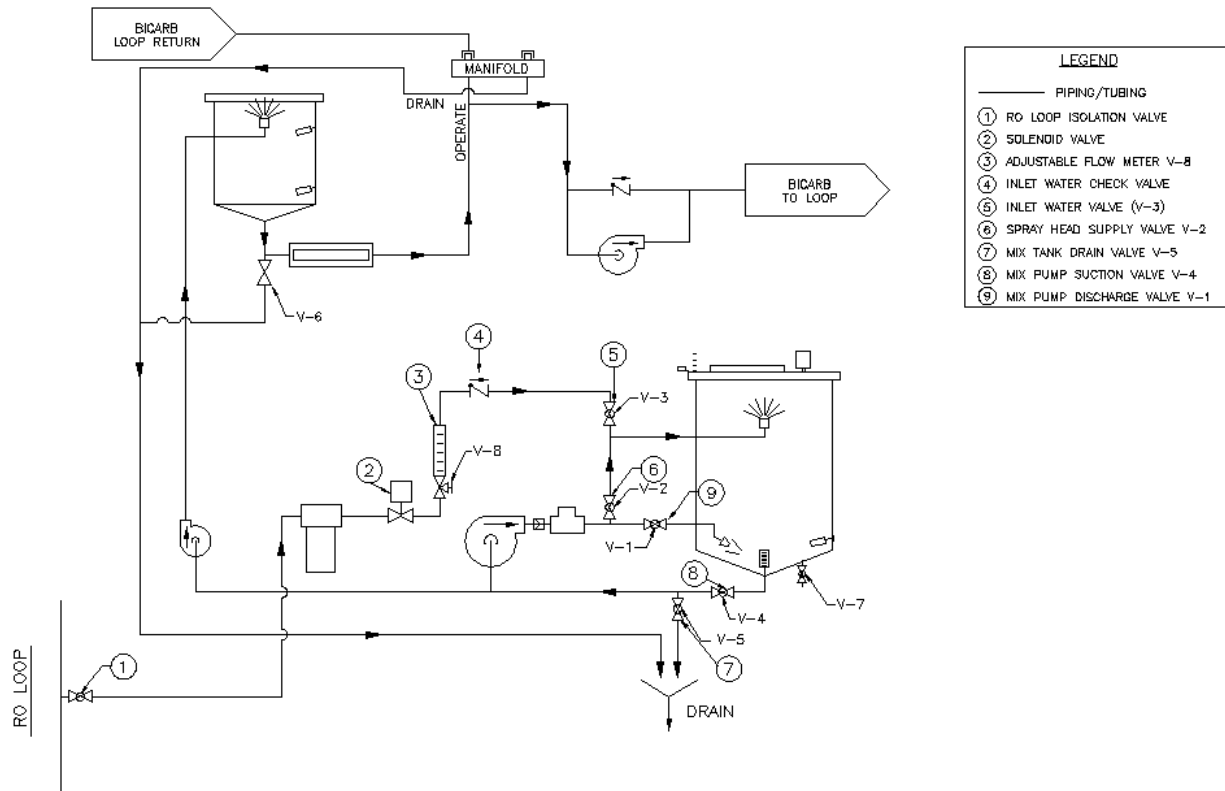 BICARB
LOOP RETURN
MANIFOLD
DRAIN
OPERATE
BICARB
TO LOOP
V-6
LEGEND
PIPING/TUBING
1 RO LOOP ISOLATION VALVE
2 SOLENOID VALVE
3 ADJUSTABLE FLOW METER V-8
4 INLET WATER CHECK VALVE
5 INLET WATER VALVE (V-3)
6 SPRAY HEAD SUPPLY VALVE V-2
7 MIX TANK DRAIN VALVE V-5
8 MIX PUMP SUCTION VALVE V-4
9 MIX PUMP DISCHARGE VALVE V-1
4
5
3
V-3
V-8
2
6
V-2
9
V-1
8
V-4
V-7
V-5
7
1
RO LOOP
DRAIN